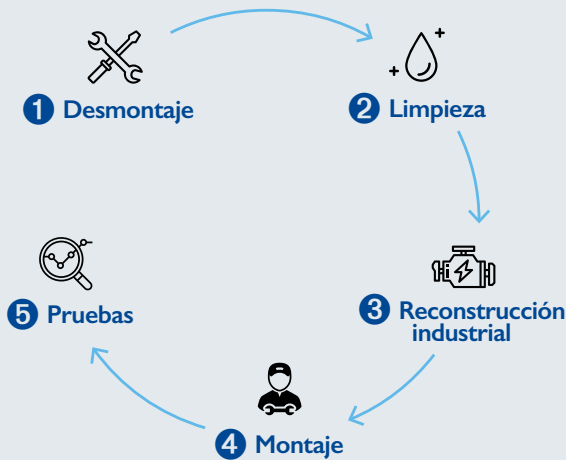 1 Desmontaje
2 Limpieza
3 Reconstrucción
industrial
4 Montaje
5 Pruebas